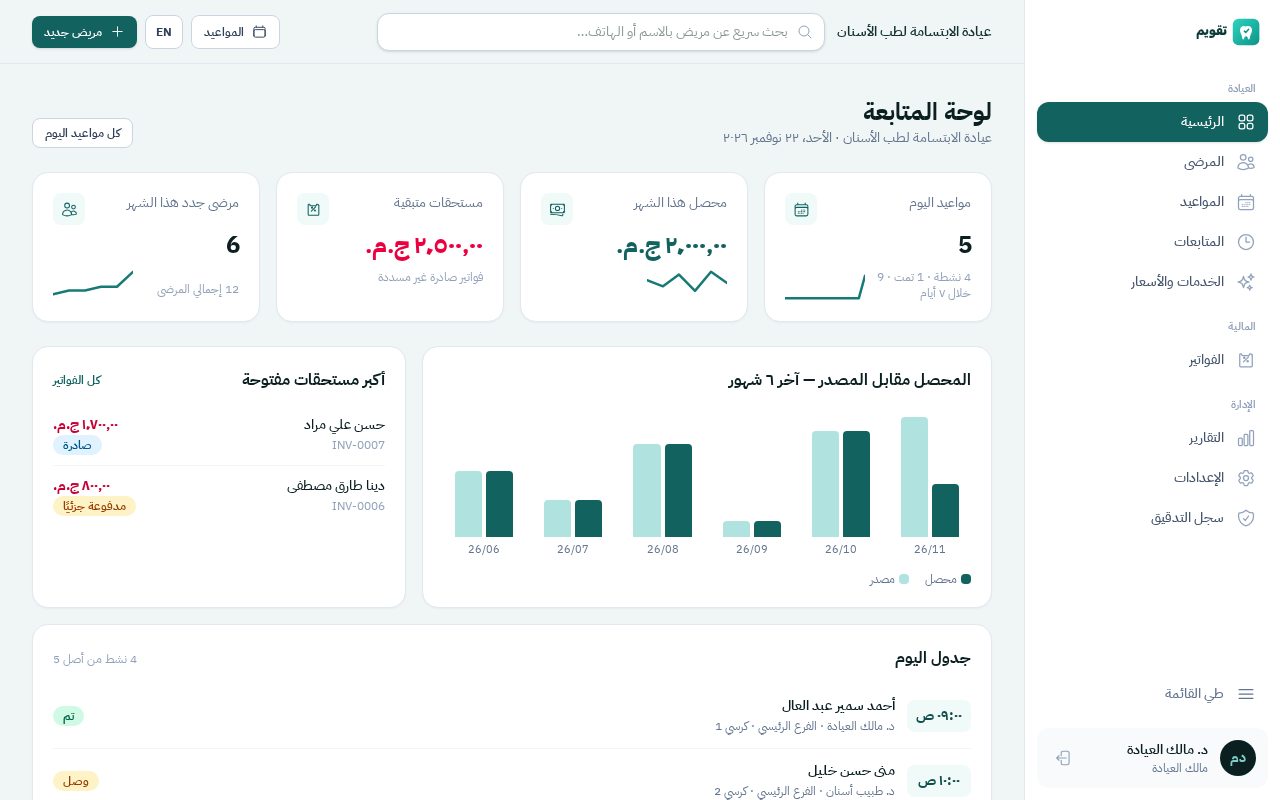 تقويم
العيادة
الرئيسية
المرضى
المواعيد
المتابعات
الخدمات والأسعار
المالية
الفواتير
الإدارة
التقارير
الإعدادات
سجل التدقيق
طي القائمة
دم
د. مالك العيادة
مالك العيادة
عيادة الابتسامة لطب الأسنان
بحث سريع عن مريض بالاسم أو الهاتف...
المواعيد
EN
مريض جديد
لوحة المتابعة
عيادة الابتسامة لطب الأسنان · الأحد، ٢٢ نوفمبر ٢٠٢٦
كل مواعيد اليوم
مواعيد اليوم
5
4 نشطة · 1 تمت · 9
خلال ٧ أيام
محصل هذا الشهر
٢٬٠٠٠٫٠٠ ج.م.
مستحقات متبقية
٢٬٥٠٠٫٠٠ ج.م.
فواتير صادرة غير مسددة
مرضى جدد هذا الشهر
6
12 إجمالي المرضى
المحصل مقابل المصدر — آخر ٦ شهور
26/11
26/10
26/09
26/08
26/07
26/06
محصل
مصدر
أكبر مستحقات مفتوحة
كل الفواتير
حسن علي مراد
١٬٧٠٠٫٠٠ ج.م.
INV-0007
صادرة
دينا طارق مصطفى
٨٠٠٫٠٠ ج.م.
INV-0006
مدفوعة جزئيًا
جدول اليوم
4 نشط من أصل 5
٠٩:٠٠ ص
أحمد سمير عبد العال
د. مالك العيادة · الفرع الرئيسي · كرسي 1
تم
١٠:٠٠ ص
منى حسن خليل
د. طبيب أسنان · الفرع الرئيسي · كرسي 2
وصل